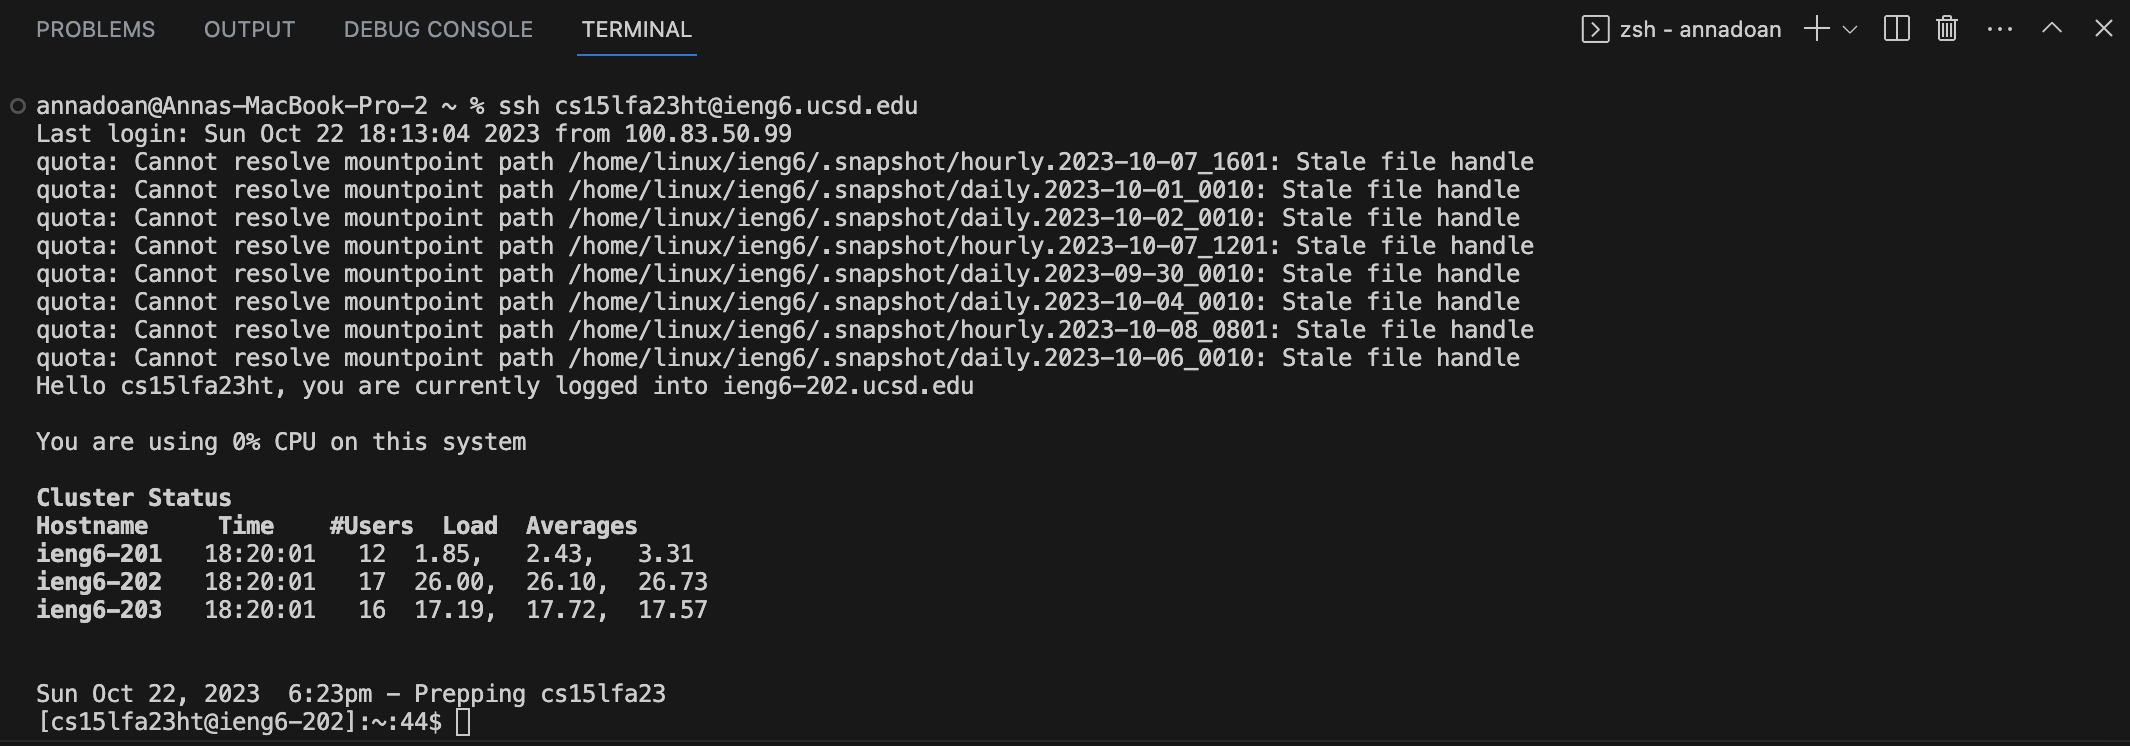 PROBLEMS OUTPUT DEBUG CONSOLE TERMINAL zsh - annadoan
annadoan@Annas-MacBook-Pro-2 ~ % ssh cs15lfa23ht@ieng6.ucsd.edu
Last login: Sun Oct 22 18:13:04 2023 from 100.83.50.99
quota: Cannot resolve mountpoint path /home/linux/ieng6/.snapshot/hourly.2023-10-07_1601: Stale file handle
quota: Cannot resolve mountpoint path /home/linux/ieng6/.snapshot/daily.2023-10-01_0010: Stale file handle
quota: Cannot resolve mountpoint path /home/linux/ieng6/.snapshot/daily.2023-10-02_0010: Stale file handle
quota: Cannot resolve mountpoint path /home/linux/ieng6/.snapshot/hourly.2023-10-07_1201: Stale file handle
quota: Cannot resolve mountpoint path /home/linux/ieng6/.snapshot/daily.2023-09-30_0010: Stale file handle
quota: Cannot resolve mountpoint path /home/linux/ieng6/.snapshot/daily.2023-10-04_0010: Stale file handle
quota: Cannot resolve mountpoint path /home/linux/ieng6/.snapshot/hourly.2023-10-08_0801: Stale file handle
quota: Cannot resolve mountpoint path /home/linux/ieng6/.snapshot/daily.2023-10-06_0010: Stale file handle
Hello cs15lfa23ht, you are currently logged into ieng6-202.ucsd.edu
You are using 0% CPU on this system
Cluster Status
Hostname     Time    #Users  Load  Averages
ieng6-201   18:20:01   12  1.85,   2.43,   3.31
ieng6-202   18:20:01   17  26.00,  26.10,  26.73
ieng6-203   18:20:01   16  17.19,  17.72,  17.57
Sun Oct 22, 2023  6:23pm - Prepping cs15lfa23
[cs15lfa23ht@ieng6-202]:~:44$